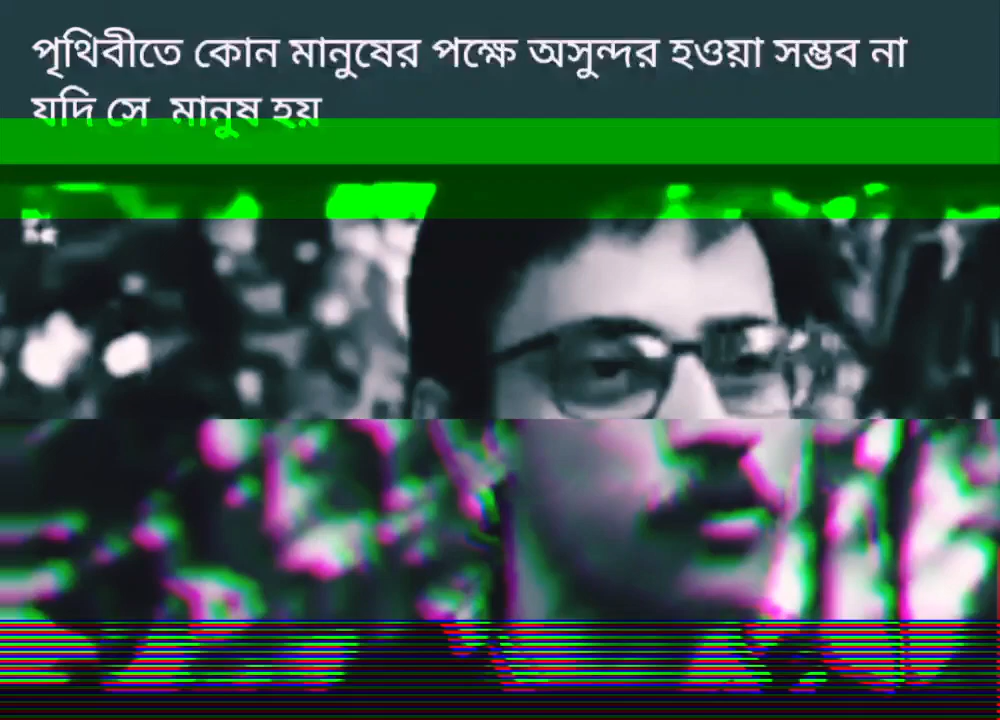 পৃথিবীতে কোন মানুষের পক্ষে অসুন্দর হওয়া সম্ভব না
যদি সে মানুষ হয়